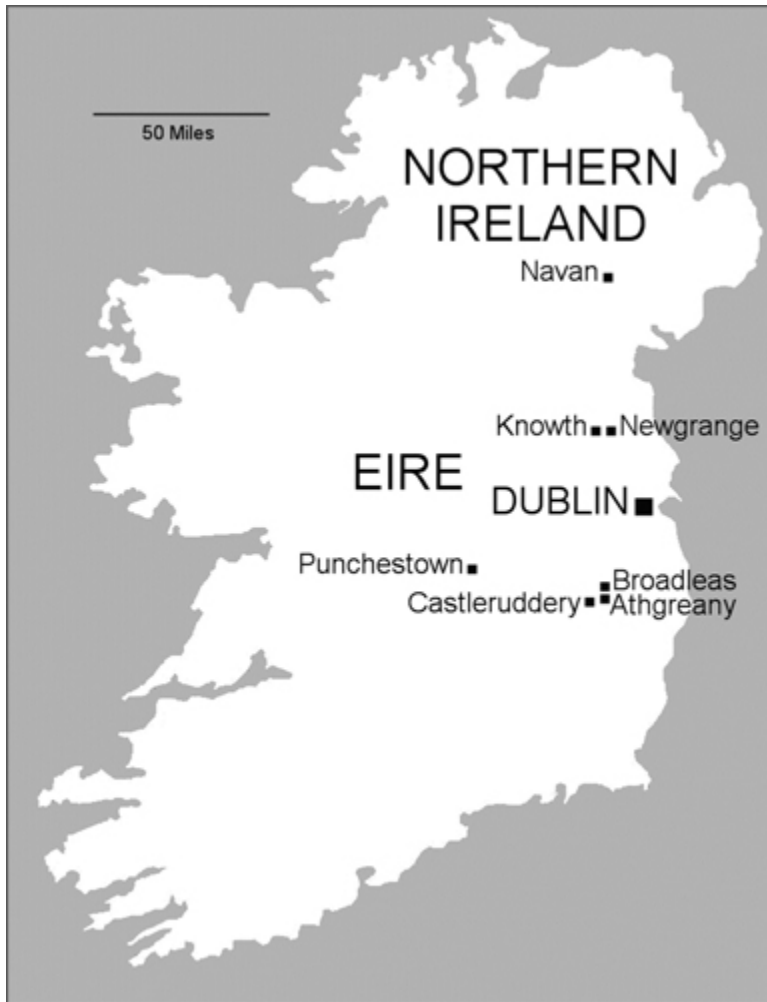 50 Miles
NORTHERN
IRELAND
Navan
Knowth Newgrange
EIRE
DUBLIN
Punchestown
Broadleas
Castleruddery Athgreany